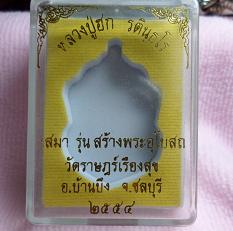 หลวงปู่ฮก รตินฺธโร
เสมา รุ่น สร้างพระอุโบสถ
วัดราษฎร์เรืองสุข
อ.บ้านบึง จ.ชลบุรี
๒๕๕๔